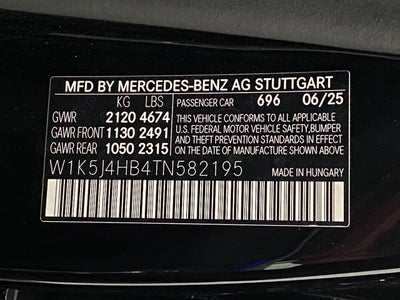 MFD BY MERCEDES-BENZ AG STUTTGART
KG LBS PASSENGER CAR 696 06/25
GVWR 2120 4674 THIS VEHICLE CONFORMS TO ALL
GAWR FRONT 1130 2491 APPLICABLE U.S. FEDERAL SAFETY,BUMPER
GAWR REAR 1050 2315 AND THEFT PREVENTION STANDARDS IN
EFFECT ON THE DATE OF MANUFACTURE SHOWN ABOVE.
W1K5J4HB4TN582195 MADE IN HUNGARY